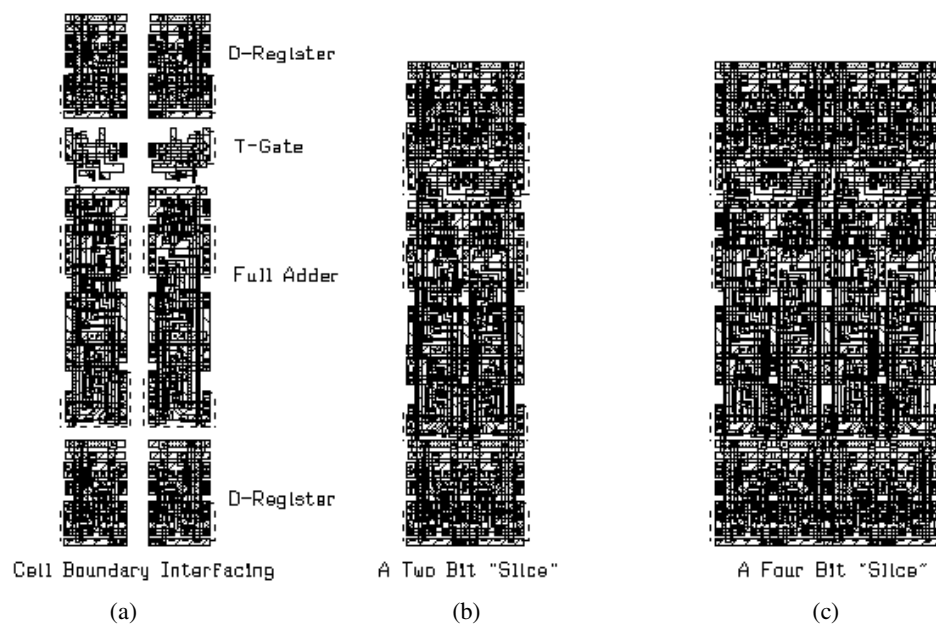 D-Register
T-Gate
Full Adder
D-Register
Cell Boundary Interfacing
A Two Bit "Slice"
A Four Bit "Slice"
(a)
(b)
(c)